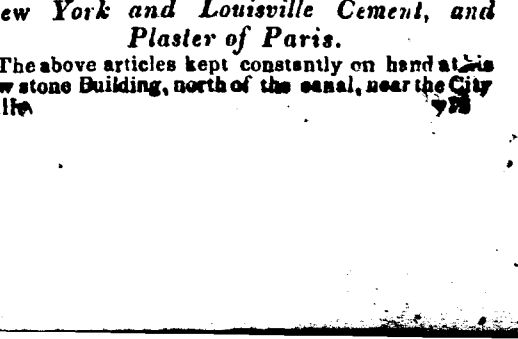 ew York and Louisville Cement, and
Plaster of Paris.
The above articles kept constantly on hand at
w stone Building, north of the canal, near the City